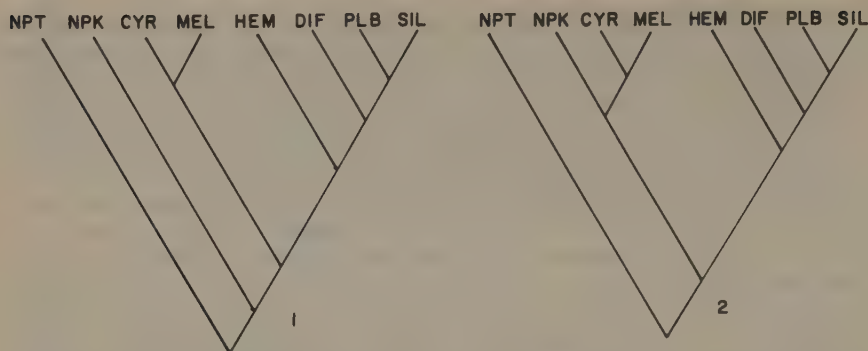 NPT NPK CYR MEL HEM DIF PLB SIL
NPT NPK CYR MEL HEM DIF PLB SIL
1
2